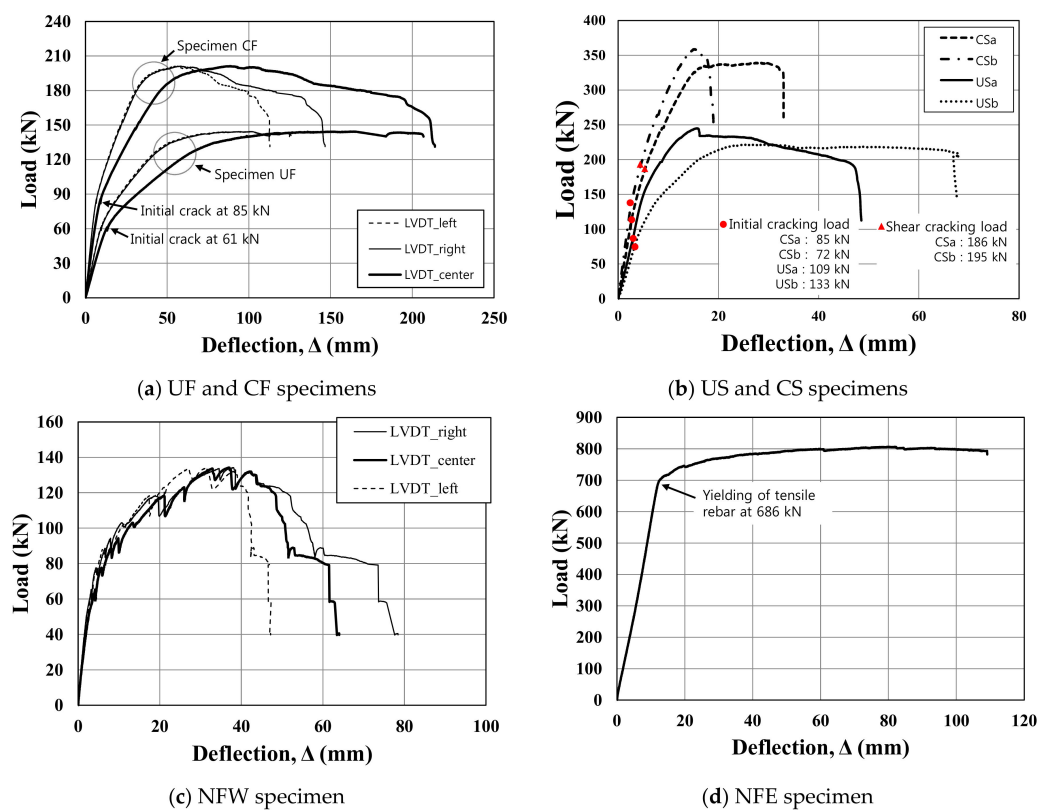 240
210
180
150
120
90
60
30
0
Load (kN)
Specimen CF
Specimen UF
Initial crack at 85 kN
Initial crack at 61 kN
LVDT_left
LVDT_right
LVDT_center
0 50 100 150 200 250
Deflection, Δ (mm)
(a) UF and CF specimens
400
350
300
250
200
150
100
50
0
Load (kN)
CSa
CSb
USa
USb
Initial cracking load
CSa : 85 kN
CSb : 72 kN
USa : 109 kN
USb : 133 kN
Shear cracking load
CSa : 186 kN
CSb : 195 kN
0 20 40 60 80
Deflection, Δ (mm)
(b) US and CS specimens
160
140
120
100
80
60
40
20
0
Load (kN)
LVDT_right
LVDT_center
LVDT_left
0 20 40 60 80 100
Deflection, Δ (mm)
(c) NFW specimen
900
800
700
600
500
400
300
200
100
0
Load (kN)
Yielding of tensile
rebar at 686 kN
0 20 40 60 80 100 120
Deflection, Δ (mm)
(d) NFE specimen